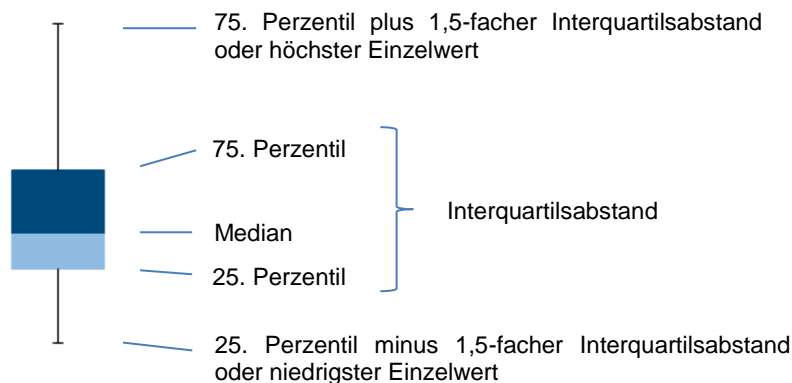 75. Perzentil plus 1,5-facher Interquartilsabstand
oder höchster Einzelwert
75. Perzentil
Interquartilsabstand
Median
25. Perzentil
25. Perzentil minus 1,5-facher Interquartilsabstand
oder niedrigster Einzelwert